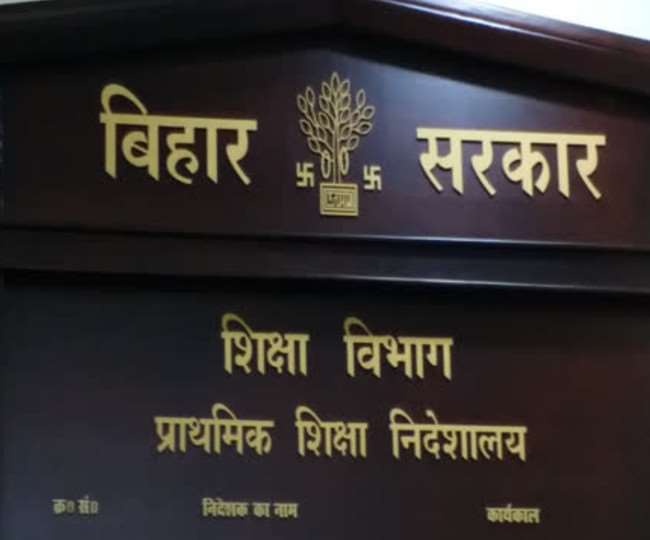 बिहार सरकार
शिक्षा विभाग
प्राथमिक शिक्षा निदेशालय
क्र० सं० निदेशक का नाम कार्यकाल